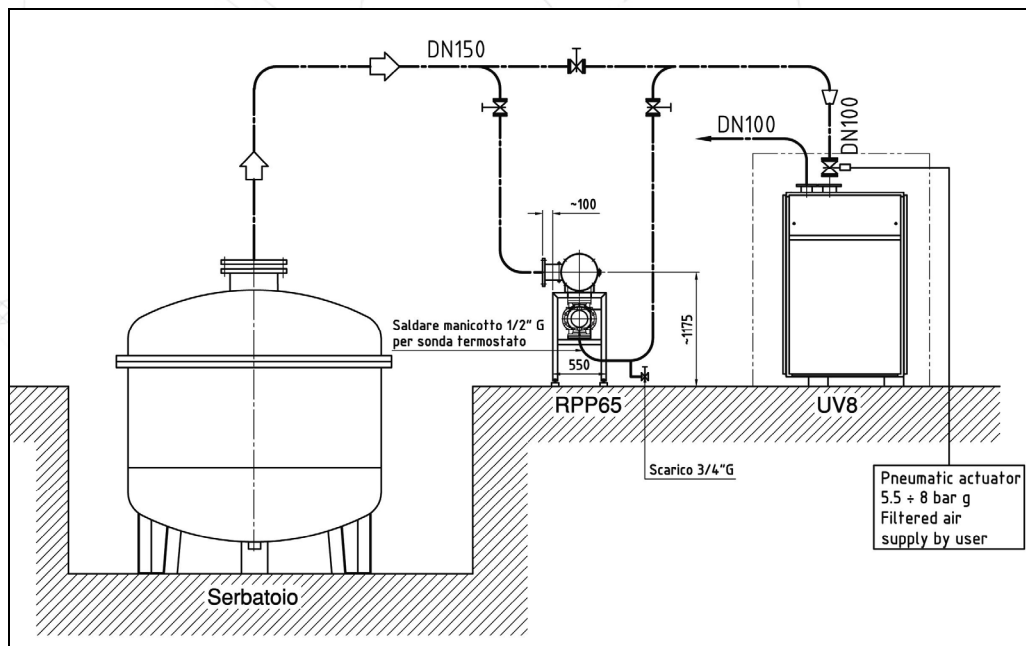 DN150
DN100
DN100
~100
Saldare manicotto 1/2" G
per sonda termostato
550
~1175
RPP65
UV8
Scarico 3/4"G
Pneumatic actuator
5.5 ÷ 8 bar g
Filtered air
supply by user
Serbatoio